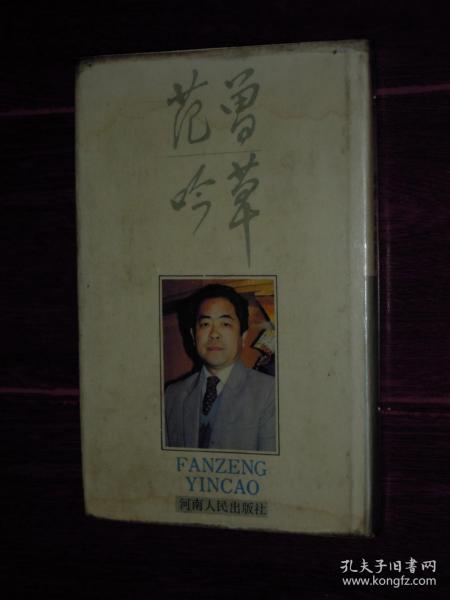 范曾
吟草
FANZENG
YINCAO
河南人民出版社
孔夫子旧书网
www.kongfz.com